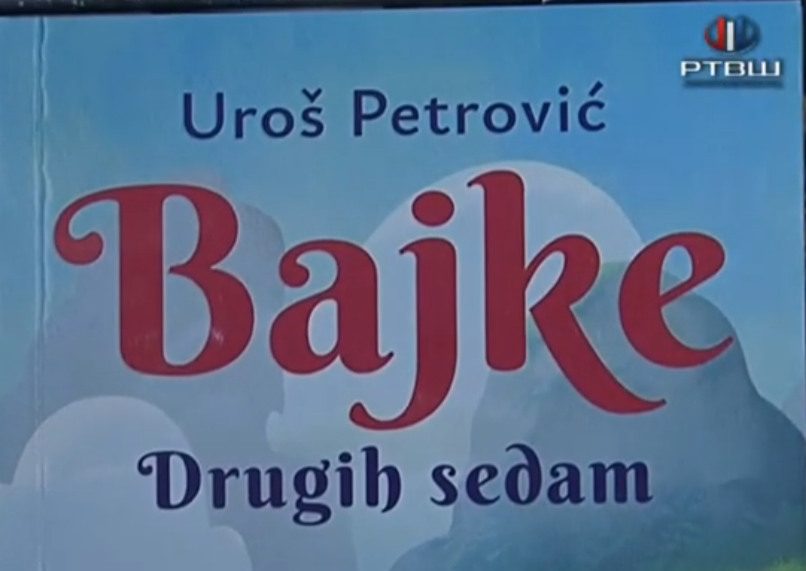 РТВШ
Uroš Petrović
Bajke
Drugih sedam